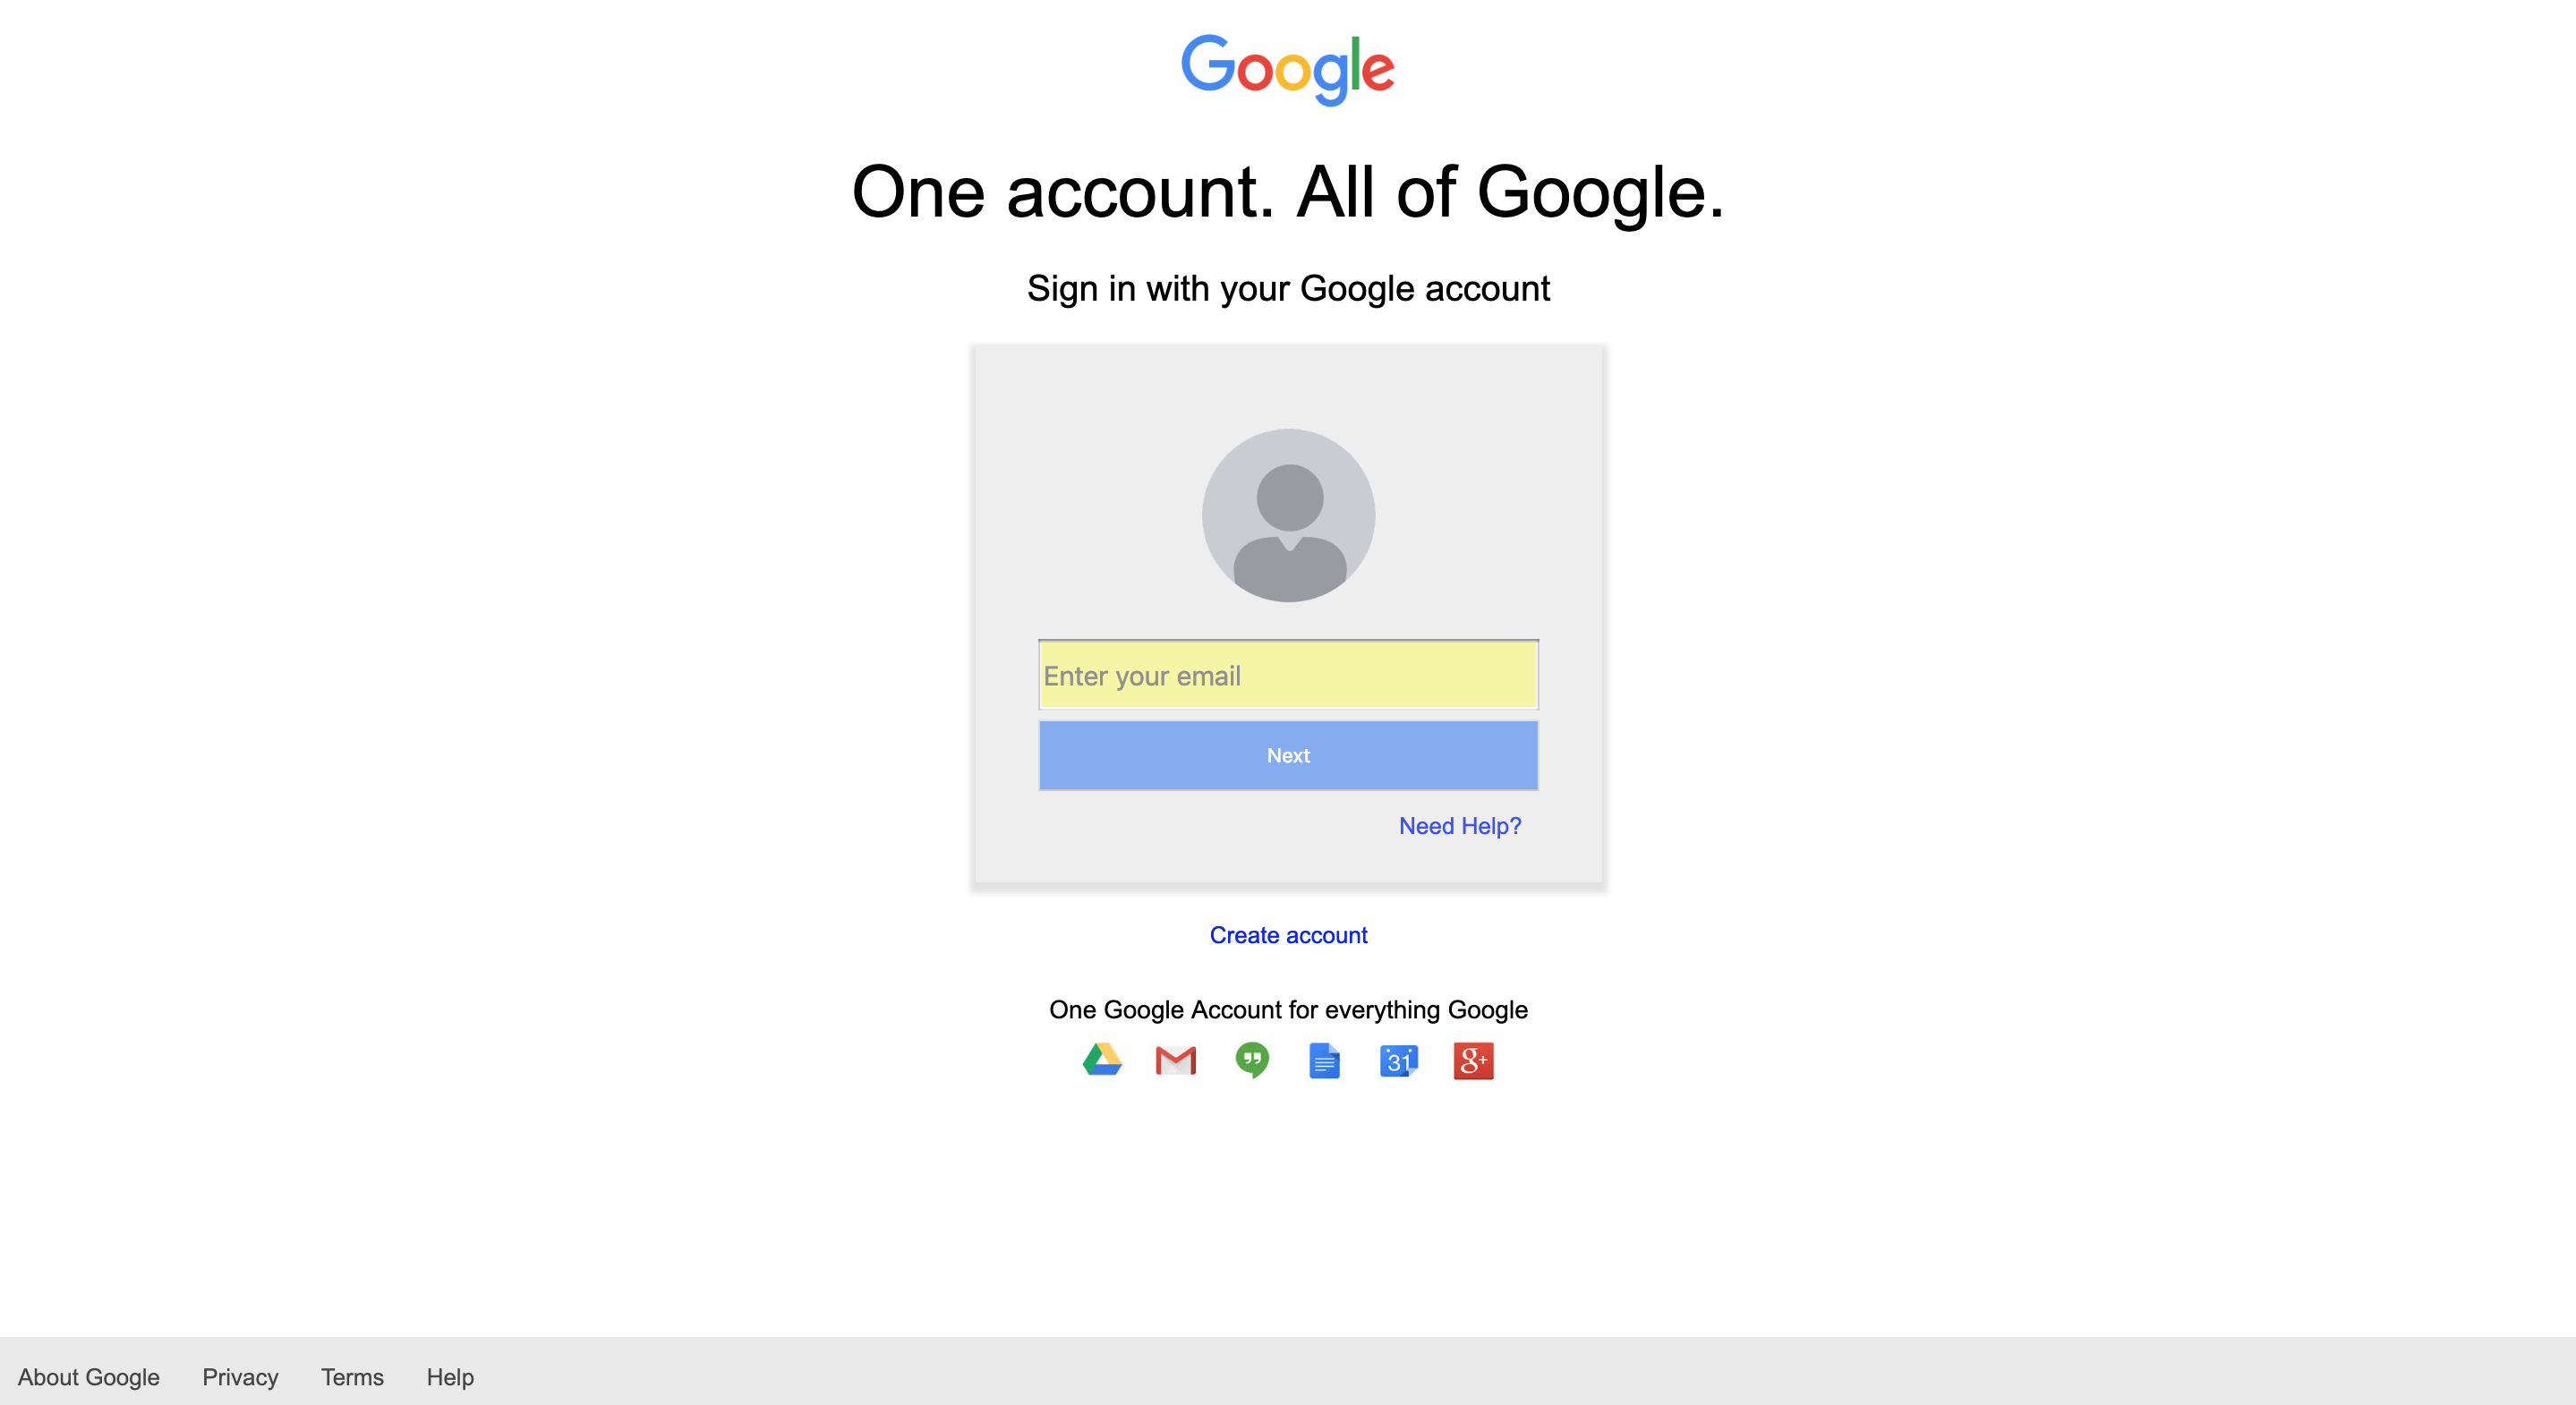 Google
One account. All of Google.
Sign in with your Google account
Enter your email
Next
Need Help?
Create account
One Google Account for everything Google
31 g+
About Google Privacy Terms Help